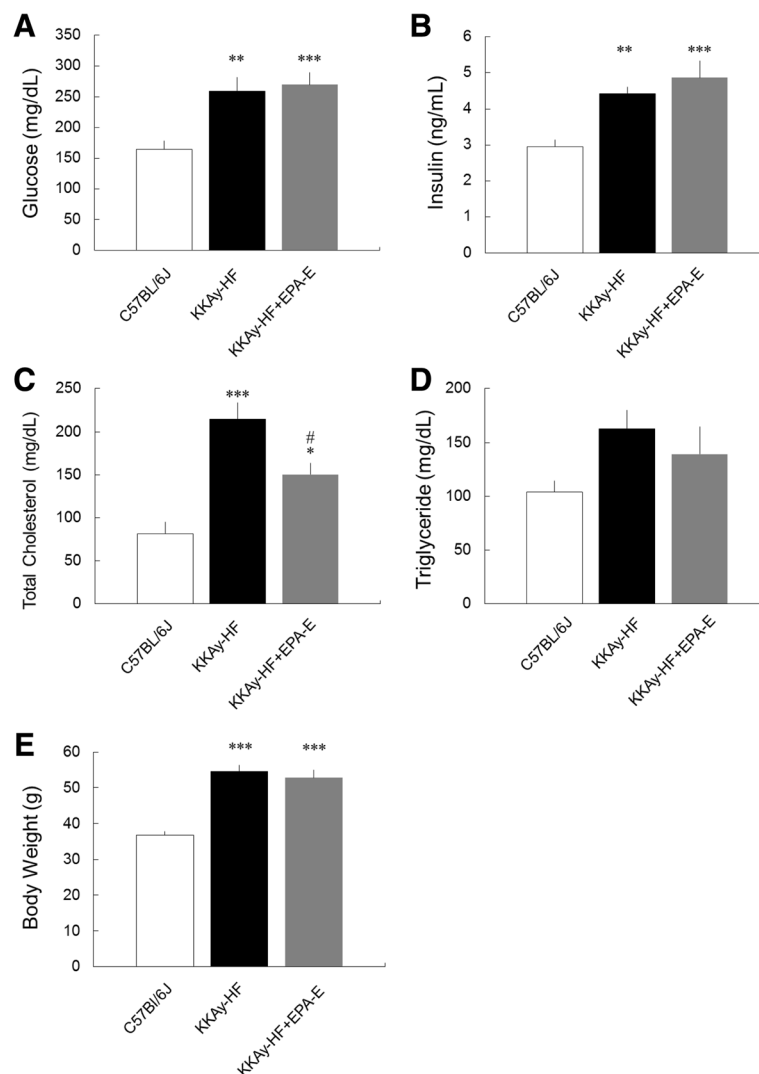 A
Glucose (mg/dL)
350
300
250
200
150
100
50
0
**
***
C57BL/6J
KKAy-HF
KKAy-HF+EPA-E
B
Insulin (ng/mL)
6
5
4
3
2
1
0
**
***
C57BL/6J
KKAy-HF
KKAy-HF+EPA-E
C
Total Cholesterol (mg/dL)
250
200
150
100
50
0
***
#
*
C57BL/6J
KKAy-HF
KKAy-HF+EPA-E
D
Triglyceride (mg/dL)
200
150
100
50
0
C57BL/6J
KKAy-HF
KKAy-HF+EPA-E
E
Body Weight (g)
60
50
40
30
20
10
0
***
***
C57Bl/6J
KKAy-HF
KKAy-HF+EPA-E